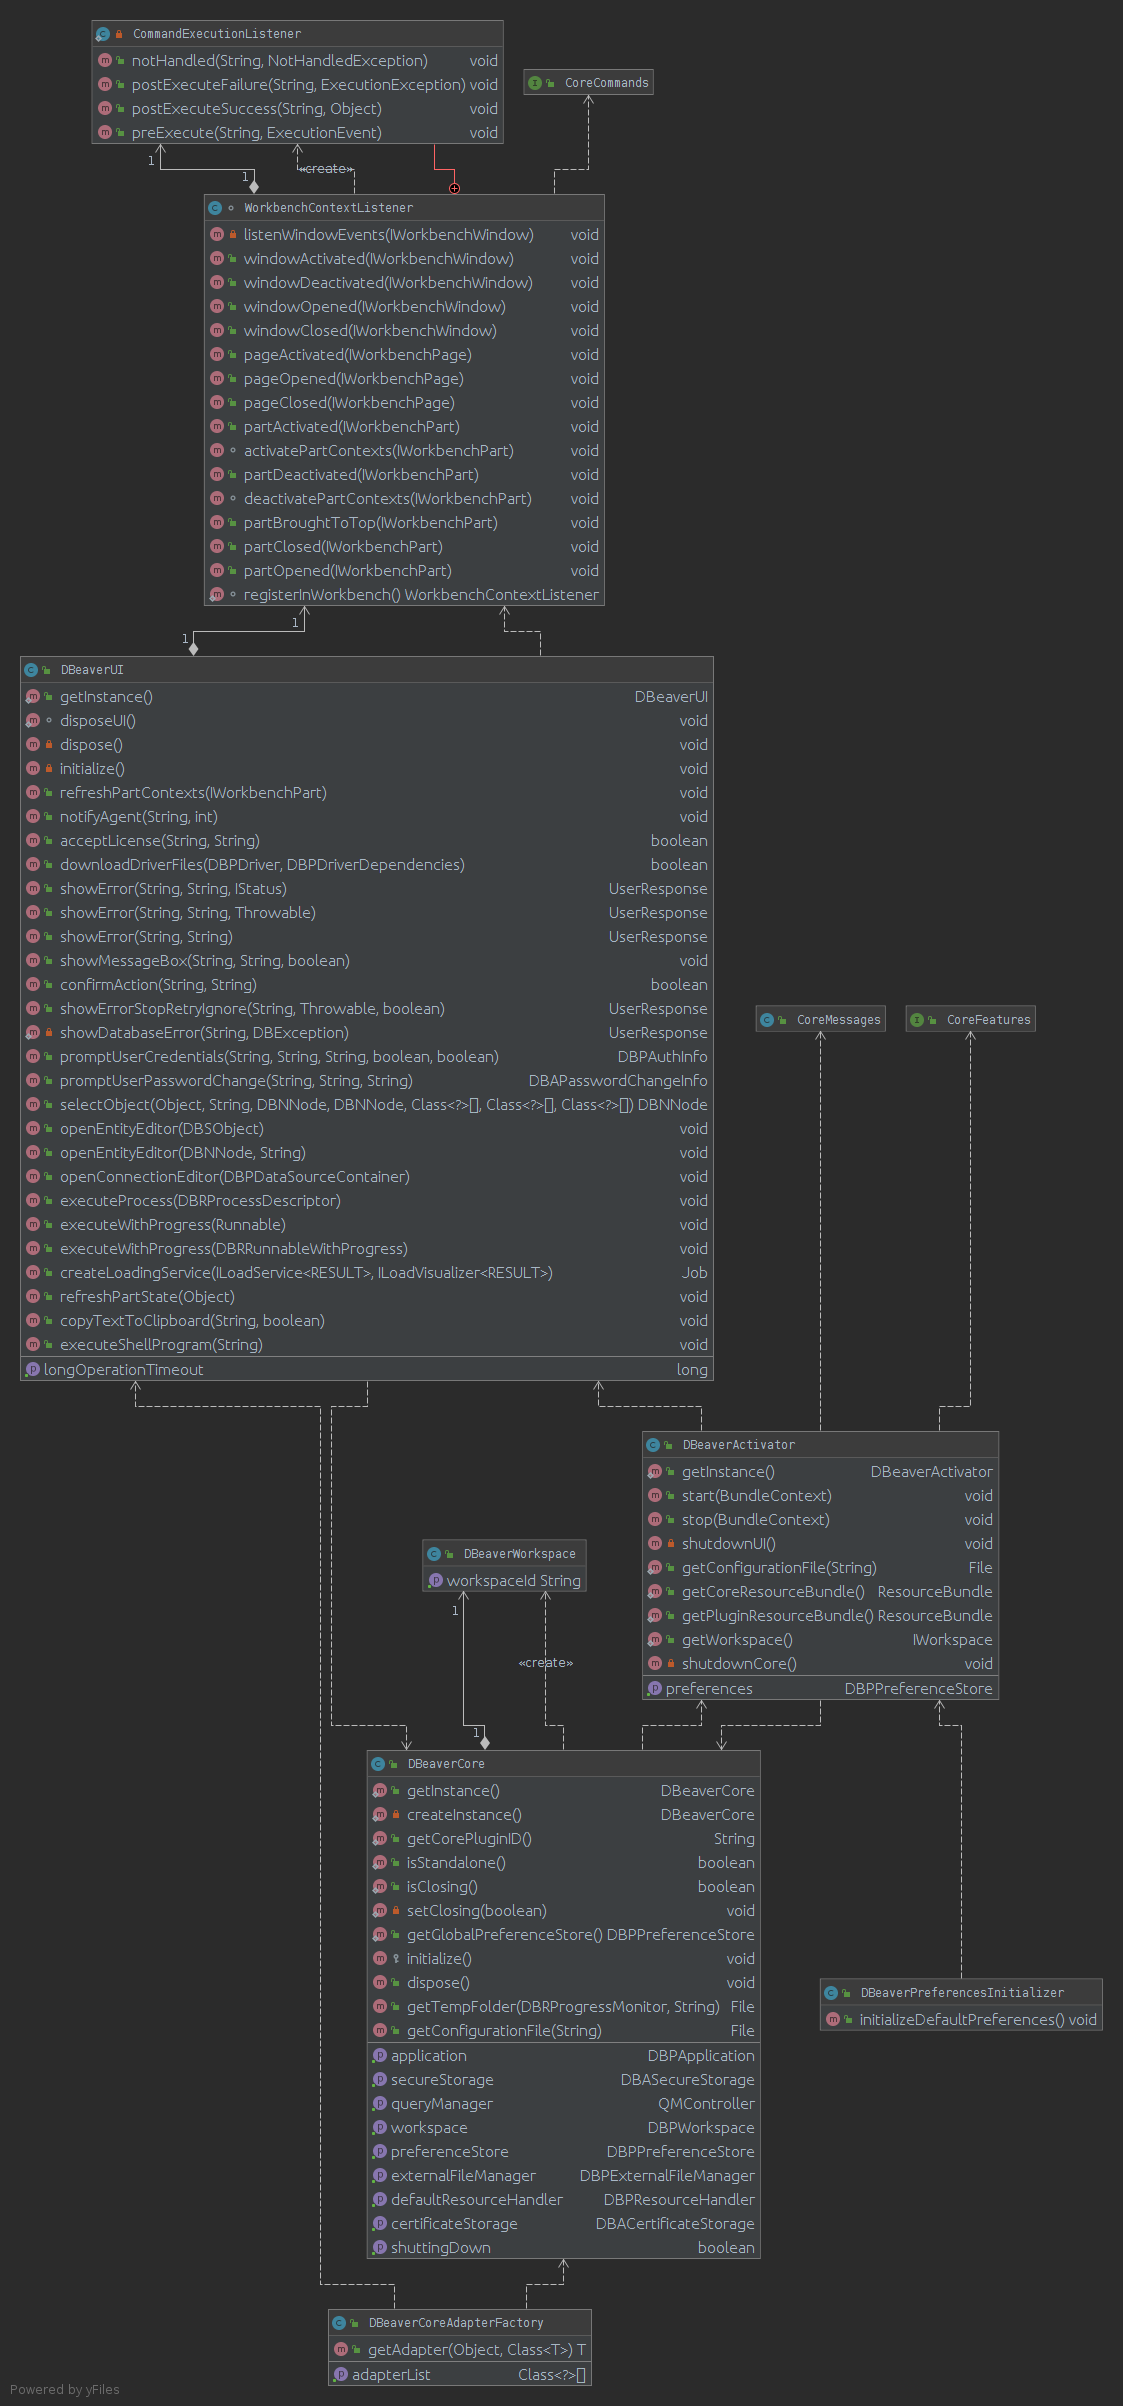 CommandExecutionListener
notHandled(String, NotHandledException) void
postExecuteFailure(String, ExecutionException) void
postExecuteSuccess(String, Object) void
preExecute(String, ExecutionEvent) void
CoreCommands
1
«create»
1
WorkbenchContextListener
listenWindowEvents(IWorkbenchWindow) void
windowActivated(IWorkbenchWindow) void
windowDeactivated(IWorkbenchWindow) void
windowOpened(IWorkbenchWindow) void
windowClosed(IWorkbenchWindow) void
pageActivated(IWorkbenchPage) void
pageOpened(IWorkbenchPage) void
pageClosed(IWorkbenchPage) void
partActivated(IWorkbenchPart) void
activatePartContexts(IWorkbenchPart) void
partDeactivated(IWorkbenchPart) void
deactivatePartContexts(IWorkbenchPart) void
partBroughtToTop(IWorkbenchPart) void
partClosed(IWorkbenchPart) void
partOpened(IWorkbenchPart) void
registerInWorkbench() WorkbenchContextListener
1
1
DBeaverUI
getInstance() DBeaverUI
disposeUI() void
dispose() void
initialize() void
refreshPartContexts(IWorkbenchPart) void
notifyAgent(String, int) void
acceptLicense(String, String) boolean
downloadDriverFiles(DBPDriver, DBPDriverDependencies) boolean
showError(String, String, IStatus) UserResponse
showError(String, String, Throwable) UserResponse
showError(String, String) UserResponse
showMessageBox(String, String, boolean) void
confirmAction(String, String) boolean
showErrorStopRetryIgnore(String, Throwable, boolean) UserResponse
showDatabaseError(String, DBException) UserResponse
promptUserCredentials(String, String, String, boolean, boolean) DBPAuthInfo
promptUserPasswordChange(String, String, String) DBAPasswordChangeInfo
selectObject(Object, String, DBNNode, DBNNode, Class<?>[], Class<?>[], Class<?>[]) DBNNode
openEntityEditor(DBSObject) void
openEntityEditor(DBNNode, String) void
openConnectionEditor(DBPDataSourceContainer) void
executeProcess(DBRProcessDescriptor) void
executeWithProgress(Runnable) void
executeWithProgress(DBRRunnableWithProgress) void
createLoadingService(ILoadService<RESULT>, ILoadVisualizer<RESULT>) Job
refreshPartState(Object) void
copyTextToClipboard(String, boolean) void
executeShellProgram(String) void
longOperationTimeout long
CoreMessages
CoreFeatures
DBeaverActivator
getInstance() DBeaverActivator
start(BundleContext) void
stop(BundleContext) void
shutdownUI() void
getConfigurationFile(String) File
getCoreResourceBundle() ResourceBundle
getPluginResourceBundle() ResourceBundle
getWorkspace() IWorkspace
shutdownCore() void
preferences DBPPreferenceStore
DBeaverWorkspace
workspaceId String
1
«create»
1
DBeaverCore
getInstance() DBeaverCore
createInstance() DBeaverCore
getCorePluginID() String
isStandalone() boolean
isClosing() boolean
setClosing(boolean) void
getGlobalPreferenceStore() DBPPreferenceStore
initialize() void
dispose() void
getTempFolder(DBRProgressMonitor, String) File
getConfigurationFile(String) File
application DBPApplication
secureStorage DBASecureStorage
queryManager QMController
workspace DBPWorkspace
preferenceStore DBPPreferenceStore
externalFileManager DBPExternalFileManager
defaultResourceHandler DBPResourceHandler
certificateStorage DBACertificateStorage
shuttingDown boolean
DBeaverPreferencesInitializer
initializeDefaultPreferences() void
DBeaverCoreAdapterFactory
getAdapter(Object, Class<T>) T
adapterList Class<?>[]
Powered by yFiles